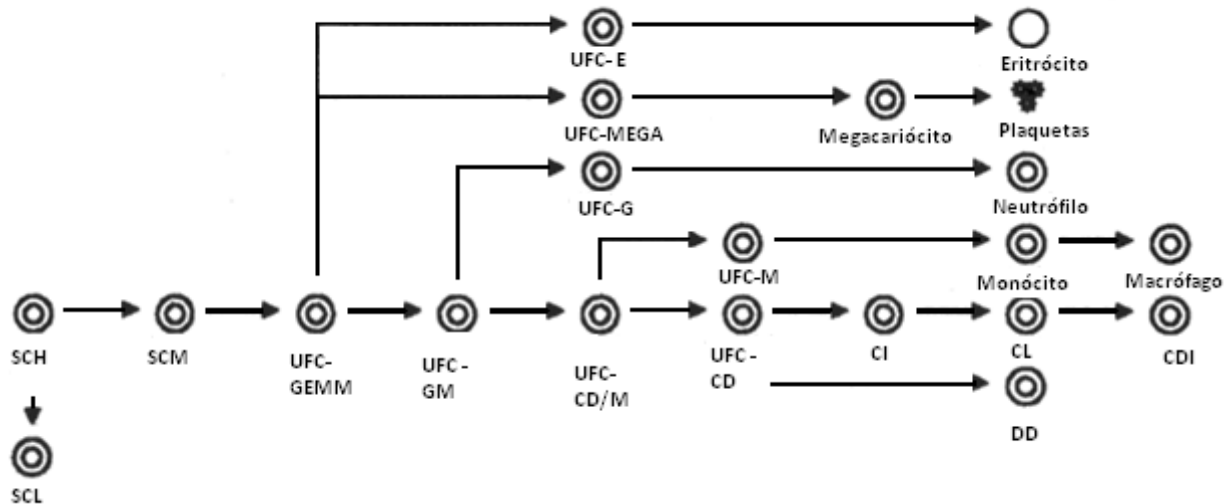 UFC-E
Eritrócito
UFC-MEGA
Megacariócito
Plaquetas
UFC-G
Neutrófilo
UFC-M
Monócito
Macrófago
SCH
SCM
UFC-
GEMM
UFC-
GM
UFC-
CD/M
UFC-
CD
CI
CL
CDI
DD
SCL